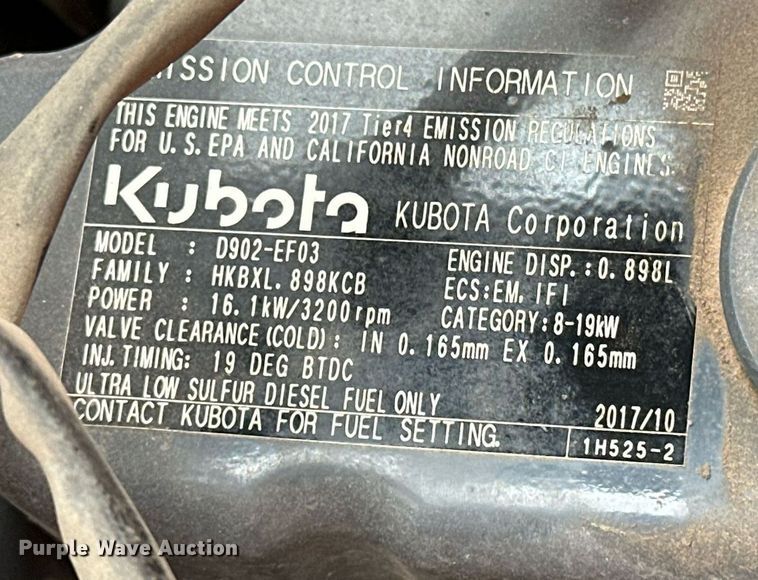 MISSION CONTROL INFORMATION
THIS ENGINE MEETS 2017 Tier4 EMISSION REGULATIONS
FOR U.S.EPA AND CALIFORNIA NONROAD CI ENGINES.
Kubota KUBOTA Corporation
MODEL : D902-EF03 ENGINE DISP.:0.898L
FAMILY : HKBXL.898KCB ECS:EM,IFI
POWER : 16.1kW/3200rpm CATEGORY:8-19kW
VALVE CLEARANCE(COLD): IN 0.165mm EX 0.165mm
INJ.TIMING: 19 DEG BTDC
ULTRA LOW SULFUR DIESEL FUEL ONLY 2017/10
CONTACT KUBOTA FOR FUEL SETTING. 1H525-2
Purple Wave Auction